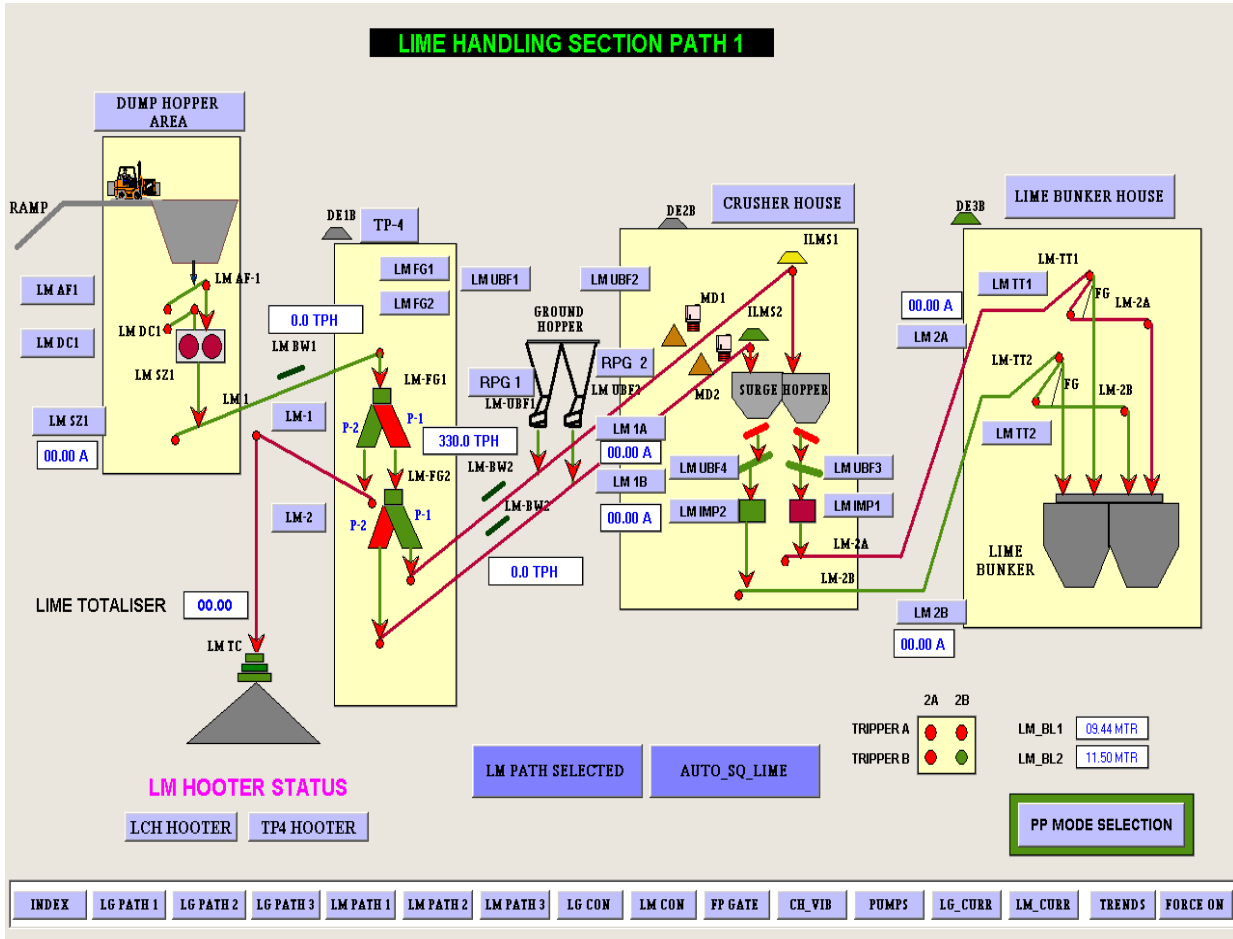 LIME HANDLING SECTION PATH 1
DUMP HOPPER
AREA
RAMP
LM AF-1
LM AF1
LM DC1
LM DC1
LM SZ1
LM SZ1
00.00 A
LM 1
0.0 TPH
LM BW1
DE1B
TP-4
LM FG1
LM FG2
LM UBF1
LM UBF2
LM-FG1
P-2
P-1
LM-FG2
P-2
P-1
LM-1
LM-2
330.0 TPH
LM-BW2
LM-BW2
0.0 TPH
GROUND
HOPPER
RPG 1
RPG 2
LM-UBF1
LM UBF2
LM 1A
00.00 A
LM 1B
00.00 A
DE2B
CRUSHER HOUSE
ILMS1
MD1
ILMS2
MD2
SURGE
HOPPER
LM UBF4
LM UBF3
LM IMP2
LM IMP1
LM-2A
LM-2B
DE3B
LIME BUNKER HOUSE
LM-TT1
LM TT1
00.00 A
LM 2A
FG
LM-2A
LM-TT2
FG
LM-2B
LM TT2
LIME
BUNKER
LM 2B
00.00 A
LIME TOTALISER
00.00
LM TC
2A 2B
TRIPPER A
TRIPPER B
LM_BL1
09.44 MTR
LM_BL2
11.50 MTR
LM PATH SELECTED
AUTO_SQ_LIME
LM HOOTER STATUS
LCH HOOTER
TP4 HOOTER
PP MODE SELECTION
INDEX
LG PATH 1
LG PATH 2
LG PATH 3
LM PATH 1
LM PATH 2
LM PATH 3
LG CON
LM CON
FP GATE
CH_VIB
PUMPS
LG_CURR
LM_CURR
TRENDS
FORCE ON